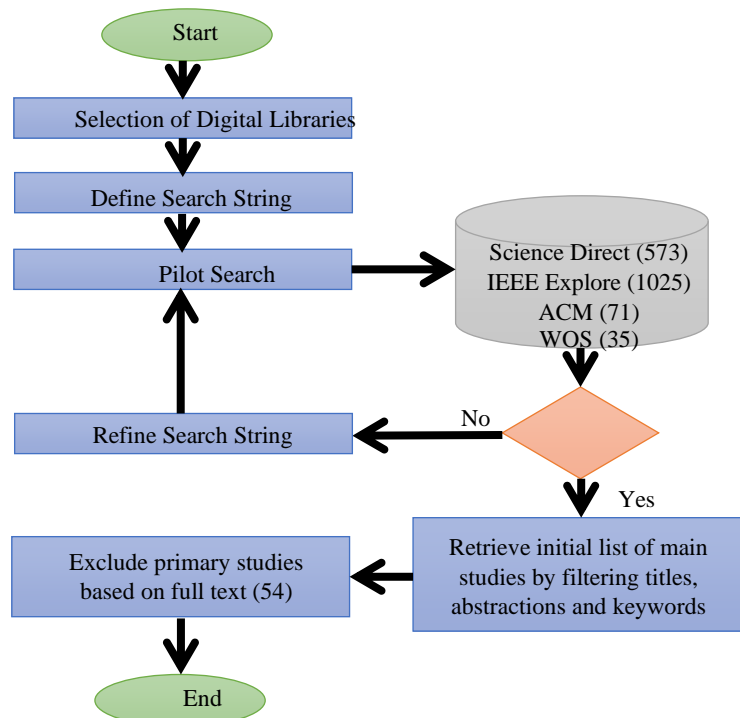 Start
Selection of Digital Libraries
Define Search String
Pilot Search
Science Direct (573)
IEEE Explore (1025)
ACM (71)
WOS (35)
No
Refine Search String
Yes
Retrieve initial list of main
studies by filtering titles,
abstractions and keywords
Exclude primary studies
based on full text (54)
End